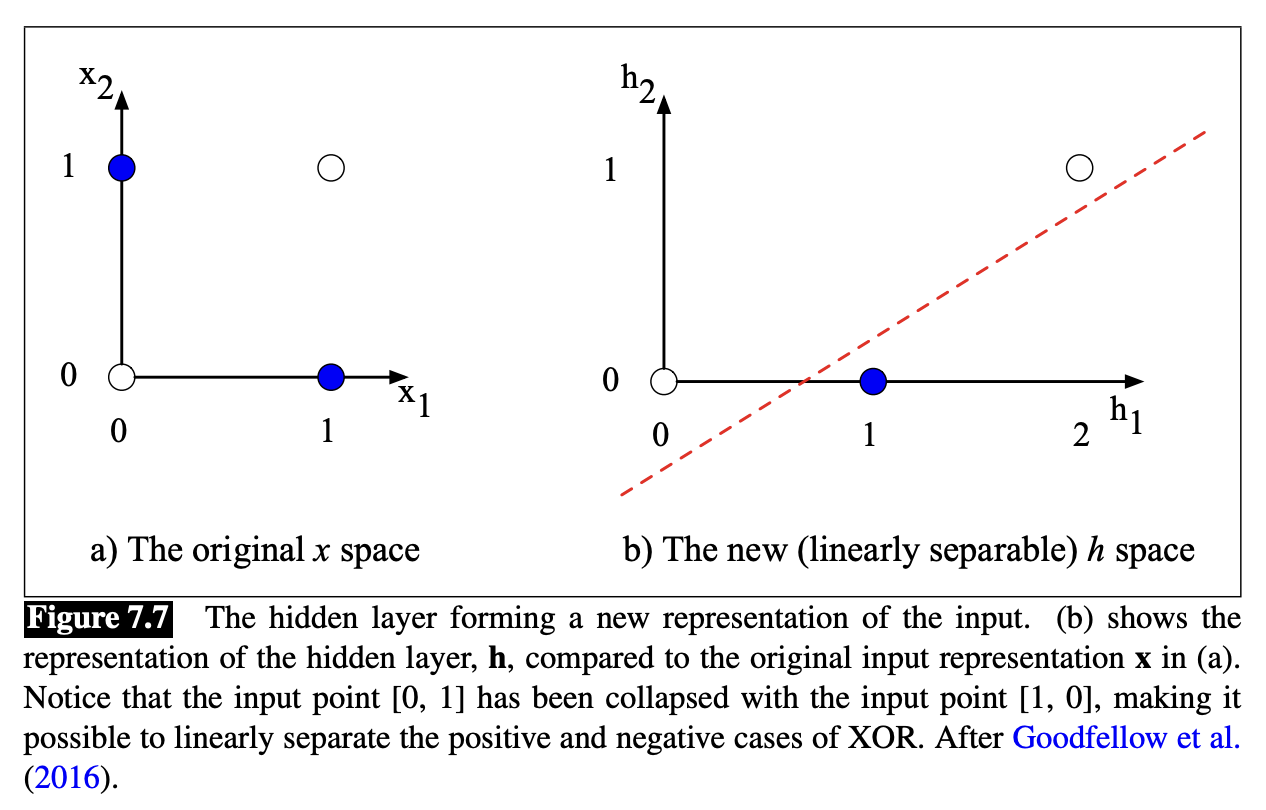 x2
1
0
x1
0
1
a) The original x space
h2
1
0
h1
0
1
2
b) The new (linearly separable) h space
Figure 7.7 The hidden layer forming a new representation of the input. (b) shows the
representation of the hidden layer, h, compared to the original input representation x in (a).
Notice that the input point [0, 1] has been collapsed with the input point [1, 0], making it
possible to linearly separate the positive and negative cases of XOR. After Goodfellow et al.
(2016).